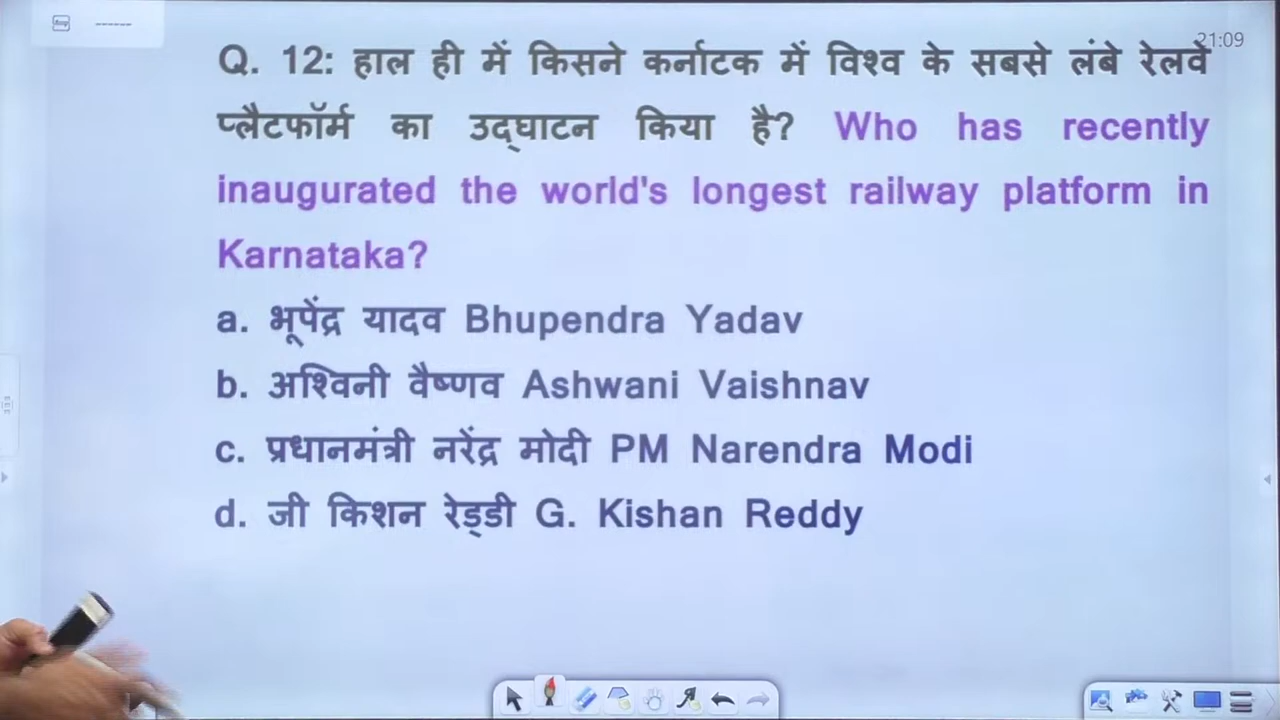 21:09
Q. 12: हाल ही में किसने कर्नाटक में विश्व के सबसे लंबे रेलवे
प्लैटफॉर्म का उद्घाटन किया है? Who has recently
inaugurated the world's longest railway platform in
Karnataka?
a. भूपेंद्र यादव Bhupendra Yadav
b. अश्विनी वैष्णव Ashwani Vaishnav
c. प्रधानमंत्री नरेंद्र मोदी PM Narendra Modi
d. जी किशन रेड्डी G. Kishan Reddy